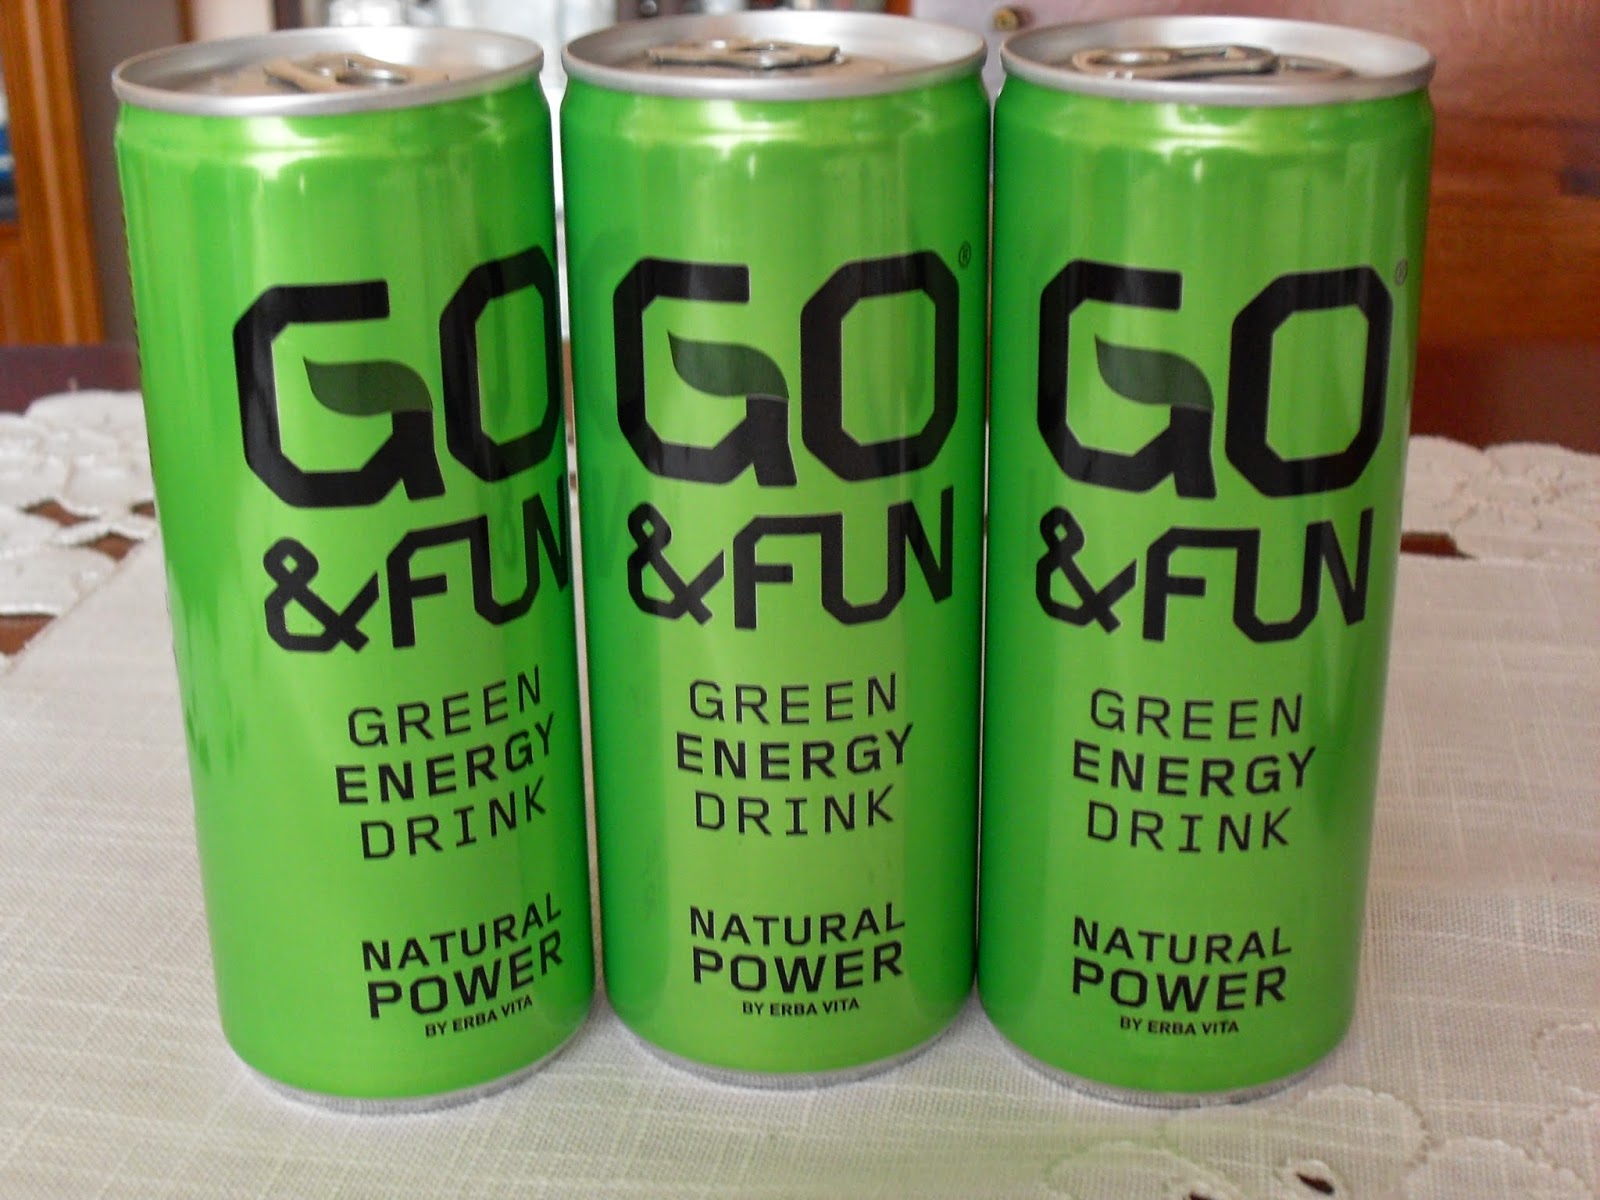 GO
&FUN
GREEN
ENERGY
DRINK
NATURAL
POWER
BY ERBA VITA
GO®
&FUN
GREEN
ENERGY
DRINK
NATURAL
POWER
BY ERBA VITA
GO®
&FUN
GREEN
ENERGY
DRINK
NATURAL
POWER
BY ERBA VITA